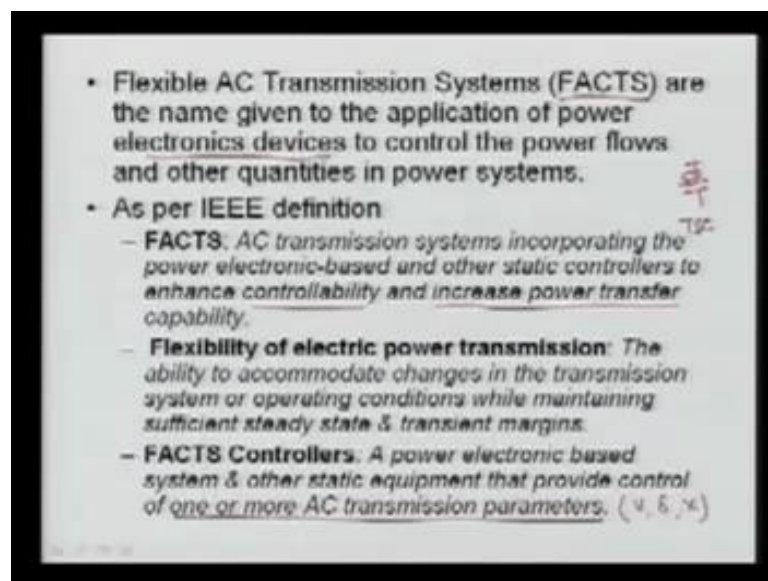 • Flexible AC Transmission Systems (FACTS) are
the name given to the application of power
electronics devices to control the power flows
and other quantities in power systems.
• As per IEEE definition
– FACTS: AC transmission systems incorporating the
power electronic-based and other static controllers to
enhance controllability and increase power transfer
capability.
– Flexibility of electric power transmission: The
ability to accommodate changes in the transmission
system or operating conditions while maintaining
sufficient steady state & transient margins.
– FACTS Controllers: A power electronic based
system & other static equipment that provide control
of one or more AC transmission parameters. (V, δ, X)